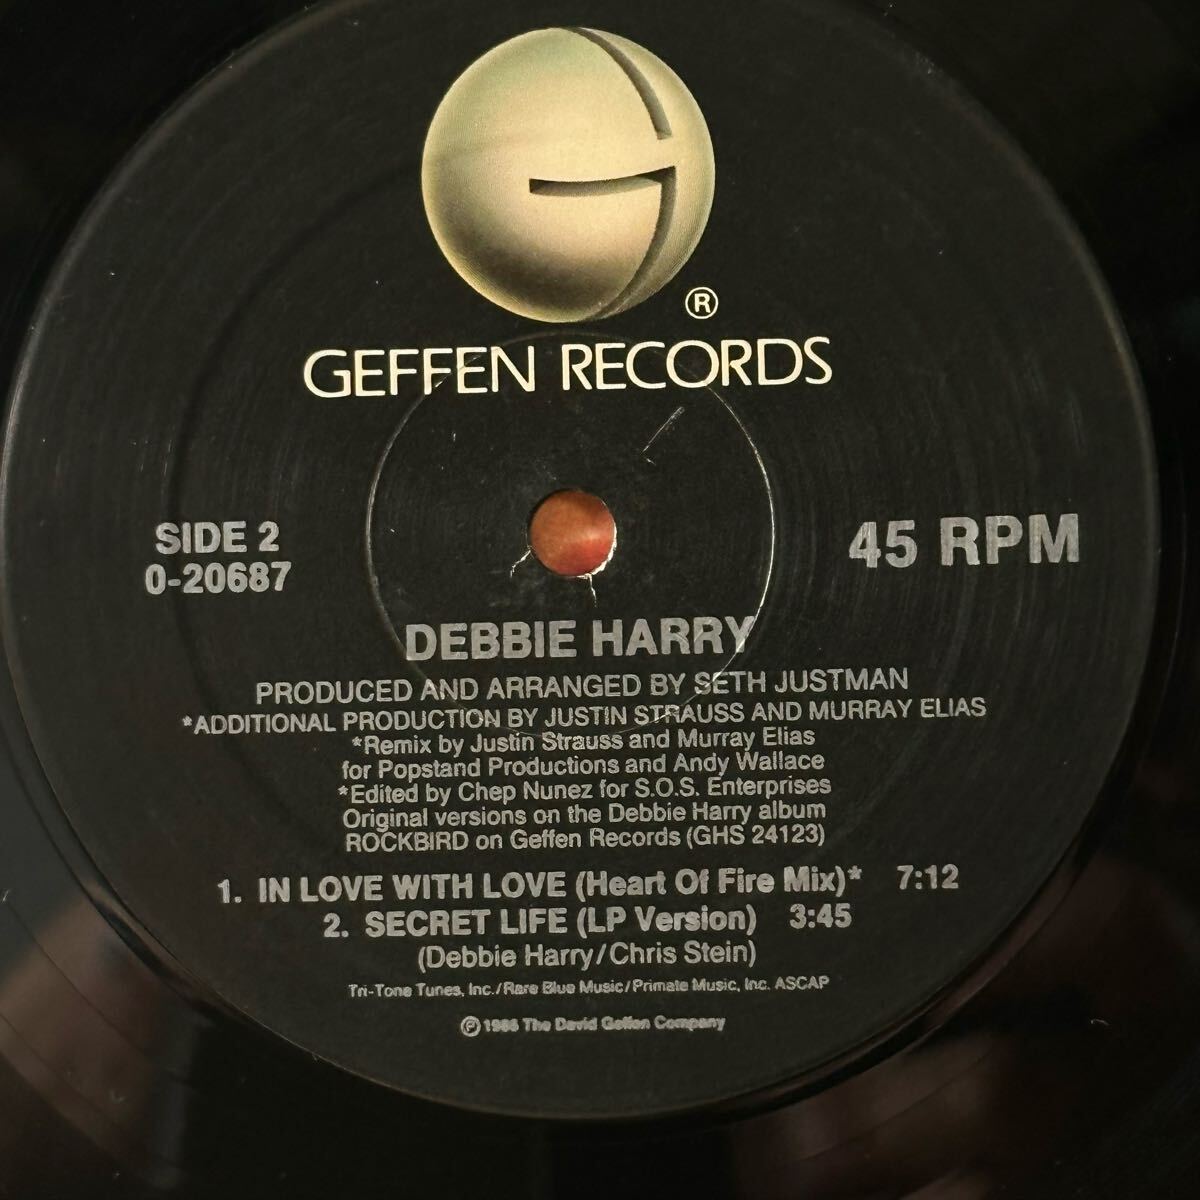 ®
GEFFEN RECORDS
SIDE 2
0-20687
45 RPM
DEBBIE HARRY
PRODUCED AND ARRANGED BY SETH JUSTMAN
*ADDITIONAL PRODUCTION BY JUSTIN STRAUSS AND MURRAY ELIAS
*Remix by Justin Strauss and Murray Elias
for Popstand Productions and Andy Wallace
*Edited by Chep Nunez for S.O.S. Enterprises
Original versions on the Debbie Harry album
ROCKBIRD on Geffen Records (GHS 24123)
1. IN LOVE WITH LOVE (Heart Of Fire Mix)* 7:12
2. SECRET LIFE (LP Version) 3:45
(Debbie Harry/Chris Stein)
Tri-Tone Tunes, Inc./Rare Blue Music/Primate Music, Inc. ASCAP
℗ 1986 The David Geffen Company